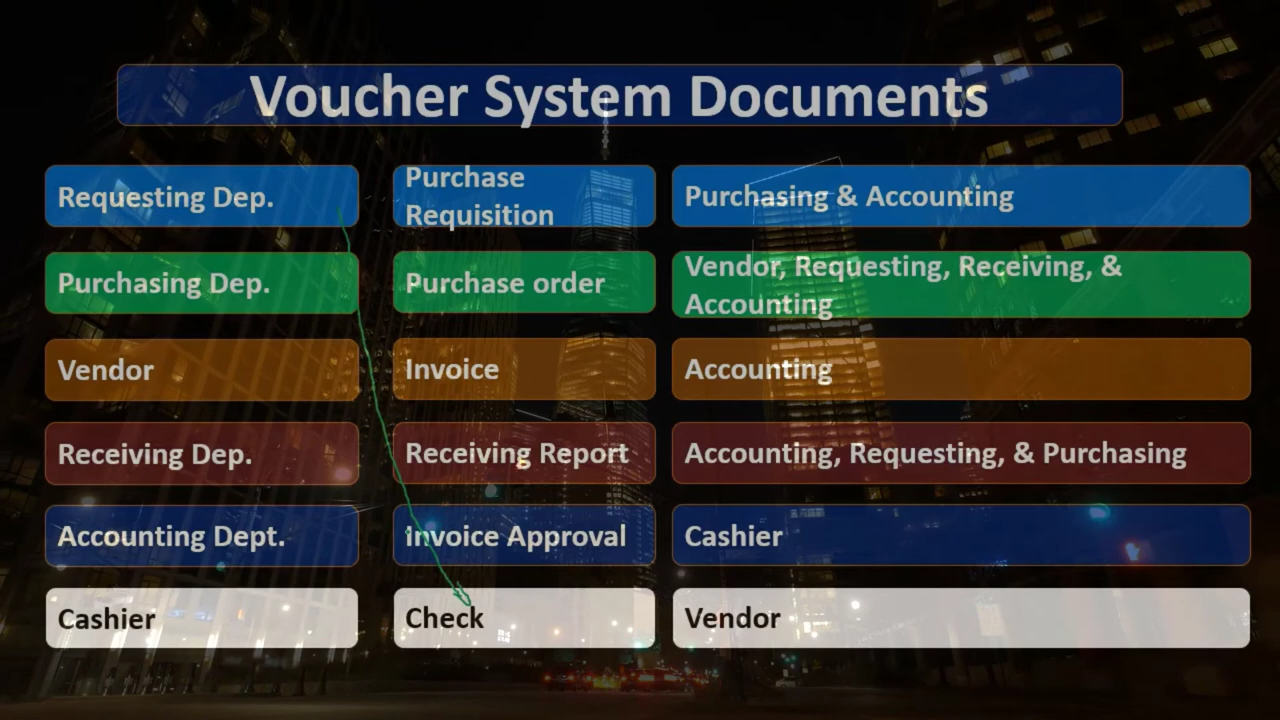 Voucher System Documents
Requesting Dep.
Purchase
Requisition
Purchasing & Accounting
Purchasing Dep.
Purchase order
Vendor, Requesting, Receiving, &
Accounting
Vendor
Invoice
Accounting
Receiving Dep.
Receiving Report
Accounting, Requesting, & Purchasing
Accounting Dept.
Invoice Approval
Cashier
Cashier
Check
Vendor